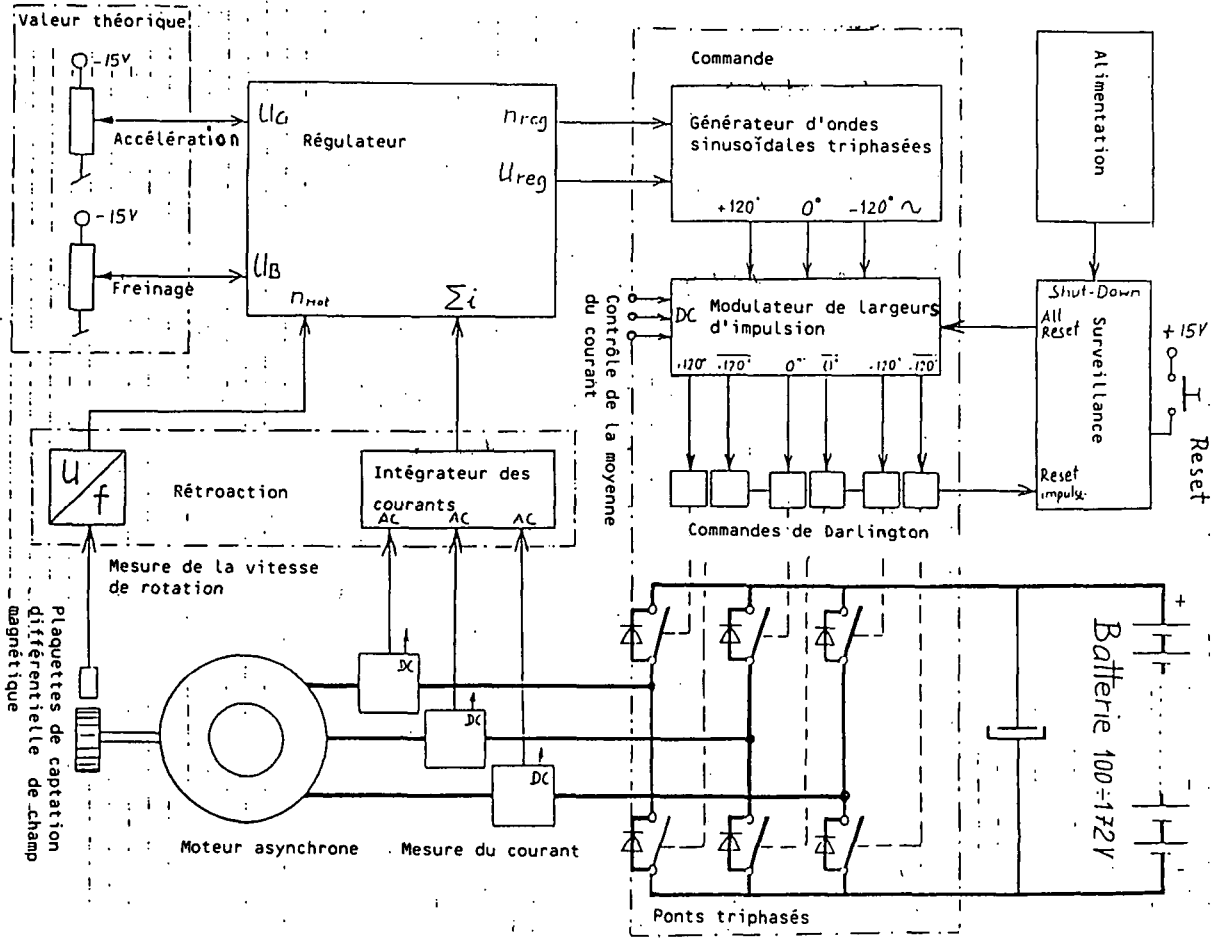 Valeur théorique
-15V
Accélération
-15V
Freinage
UG
Régulateur
nreg
Ureg
UB
nMot
Σi
Commande
Générateur d'ondes
sinusoïdales triphasées
+120° 0° -120° ~
DC
Modulateur de largeurs
d'impulsion
Contrôle de la moyenne
du courant
Alimentation
Shut-Down
All
Reset
Surveillance
Reset
impulse
+15V
Reset
U/f
Rétroaction
Intégrateur des
courants
AC AC AC
Commandes de Darlington
Mesure de la vitesse
de rotation
Plaquettes de captation
différentielle de champ
magnétique
DC
DC
DC
Moteur asynchrone
Mesure du courant
Ponts triphasés
+
Batterie 100÷172V
-